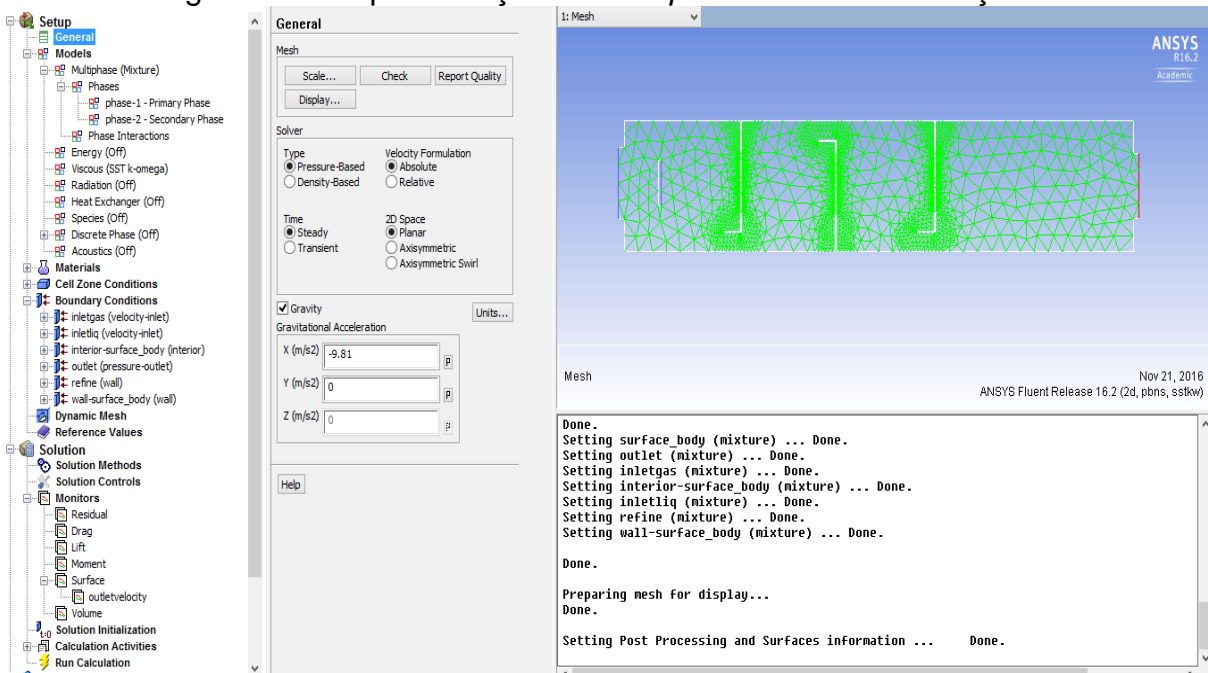 Setup
General
Models
Multiphase (Mixture)
Phases
phase-1 - Primary Phase
phase-2 - Secondary Phase
Phase Interactions
Energy (Off)
Viscous (SST k-omega)
Radiation (Off)
Heat Exchanger (Off)
Species (Off)
Discrete Phase (Off)
Acoustics (Off)
Materials
Cell Zone Conditions
Boundary Conditions
inletgas (velocity-inlet)
inletliq (velocity-inlet)
interior-surface_body (interior)
outlet (pressure-outlet)
refine (wall)
wall-surface_body (wall)
Dynamic Mesh
Reference Values
Solution
Solution Methods
Solution Controls
Monitors
Residual
Drag
Lift
Moment
Surface
outletvelocity
Volume
Solution Initialization
Calculation Activities
Run Calculation
General
Mesh
Scale... Check Report Quality
Display...
Solver
Type Velocity Formulation
Pressure-Based Absolute
Density-Based Relative
Time 2D Space
Steady Planar
Transient Axisymmetric
Axisymmetric Swirl
Gravity Units...
Gravitational Acceleration
X (m/s2) -9.81 P
Y (m/s2) 0 P
Z (m/s2) 0 P
Help
1: Mesh
ANSYS
R16.2
Academic
Mesh Nov 21, 2016
ANSYS Fluent Release 16.2 (2d, pbns, sstkw)
Done.
Setting surface_body (mixture) ... Done.
Setting outlet (mixture) ... Done.
Setting inletgas (mixture) ... Done.
Setting interior-surface_body (mixture) ... Done.
Setting inletliq (mixture) ... Done.
Setting refine (mixture) ... Done.
Setting wall-surface_body (mixture) ... Done.
Done.
Preparing mesh for display...
Done.
Setting Post Processing and Surfaces information ... Done.